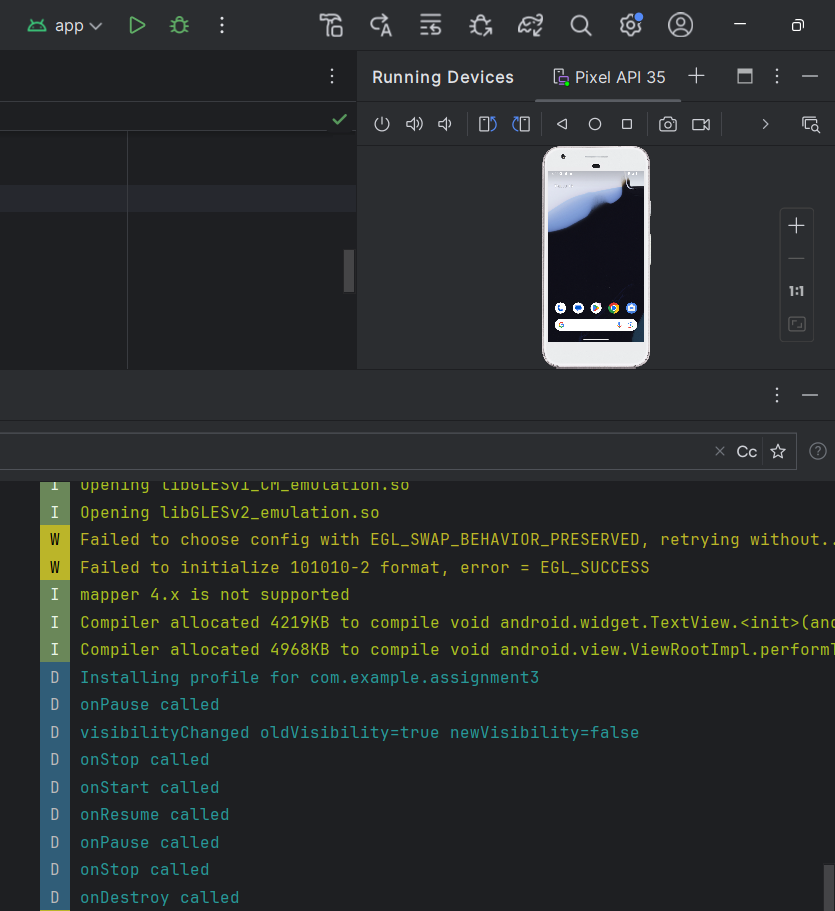 app
Running Devices
Pixel API 35
1:1
Cc
?
I Opening libGLESv1_CM_emulation.so
I Opening libGLESv2_emulation.so
W Failed to choose config with EGL_SWAP_BEHAVIOR_PRESERVED, retrying without..
W Failed to initialize 101010-2 format, error = EGL_SUCCESS
I mapper 4.x is not supported
I Compiler allocated 4219KB to compile void android.widget.TextView.<init>(and
I Compiler allocated 4968KB to compile void android.view.ViewRootImpl.performT
D Installing profile for com.example.assignment3
D onPause called
D visibilityChanged oldVisibility=true newVisibility=false
D onStop called
D onStart called
D onResume called
D onPause called
D onStop called
D onDestroy called